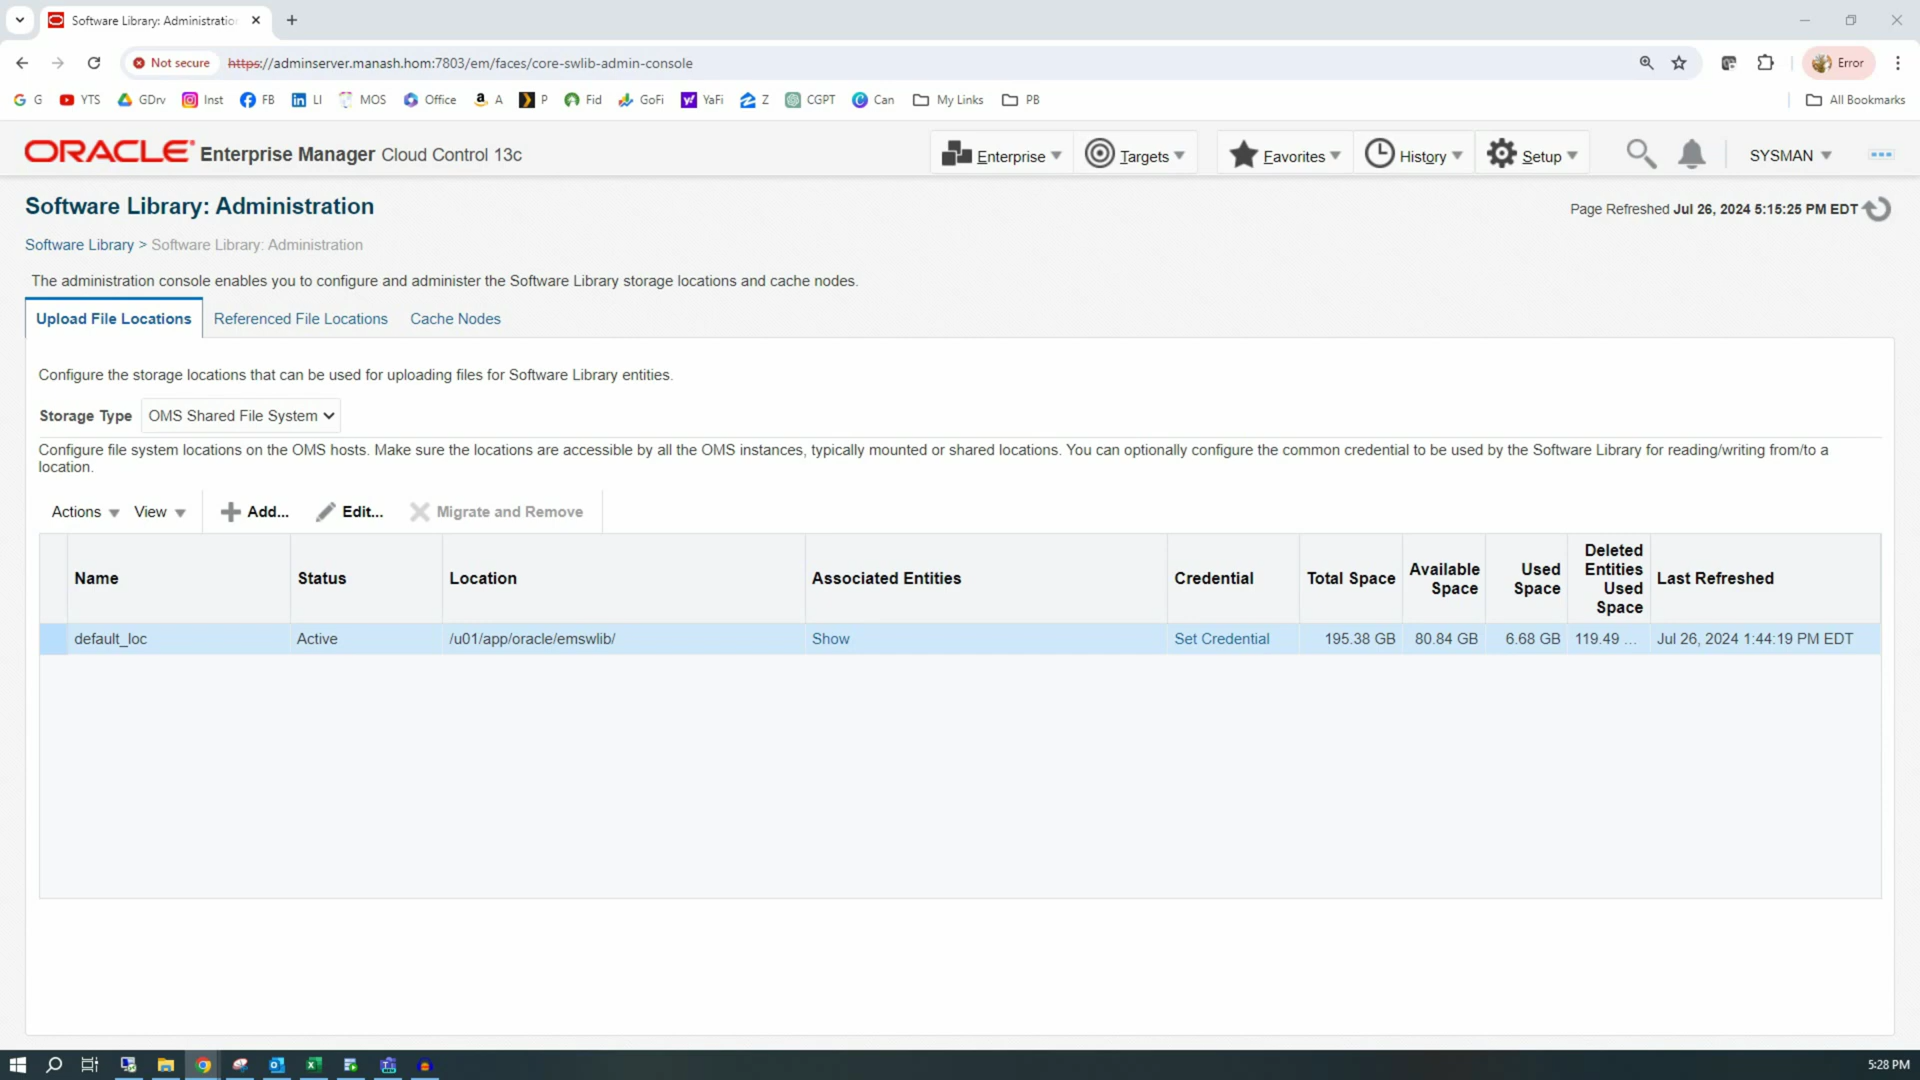 Software Library: Administration
Not secure
https://adminserver.manash.hom:7803/em/faces/core-swlib-admin-console
Error
G
YTS
GDrv
Inst
FB
LI
MOS
Office
A
P
Fid
GoFi
YaFi
Z
CGPT
Can
My Links
PB
All Bookmarks
ORACLE Enterprise Manager Cloud Control 13c
Enterprise
Targets
Favorites
History
Setup
SYSMAN
Software Library: Administration
Page Refreshed Jul 26, 2024 5:15:25 PM EDT
Software Library > Software Library: Administration
The administration console enables you to configure and administer the Software Library storage locations and cache nodes.
Upload File Locations
Referenced File Locations
Cache Nodes
Configure the storage locations that can be used for uploading files for Software Library entities.
Storage Type OMS Shared File System
Configure file system locations on the OMS hosts. Make sure the locations are accessible by all the OMS instances, typically mounted or shared locations. You can optionally configure the common credential to be used by the Software Library for reading/writing from/to a
location.
Actions View Add... Edit... Migrate and Remove
Name
Status
Location
Associated Entities
Credential
Total Space
Available
Space
Used
Space
Deleted
Entities
Used
Space
Last Refreshed
default_loc
Active
/u01/app/oracle/emswlib/
Show
Set Credential
195.38 GB
80.84 GB
6.68 GB
119.49 ...
Jul 26, 2024 1:44:19 PM EDT
5:28 PM